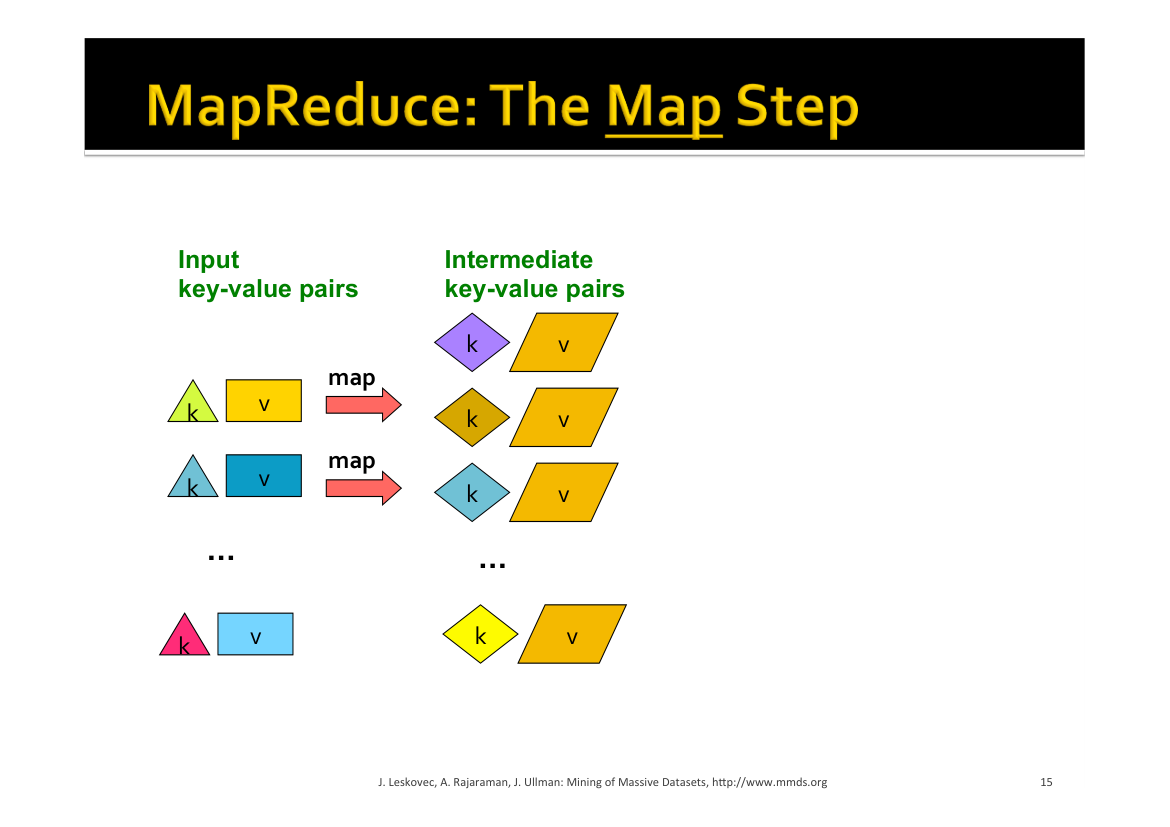 MapReduce: The Map Step
Input
key-value pairs
Intermediate
key-value pairs
k v
map
k v
k v
k v
map
k v
k v
...
...
k v
k v
J. Leskovec, A. Rajaraman, J. Ullman: Mining of Massive Datasets, http://www.mmds.org
15